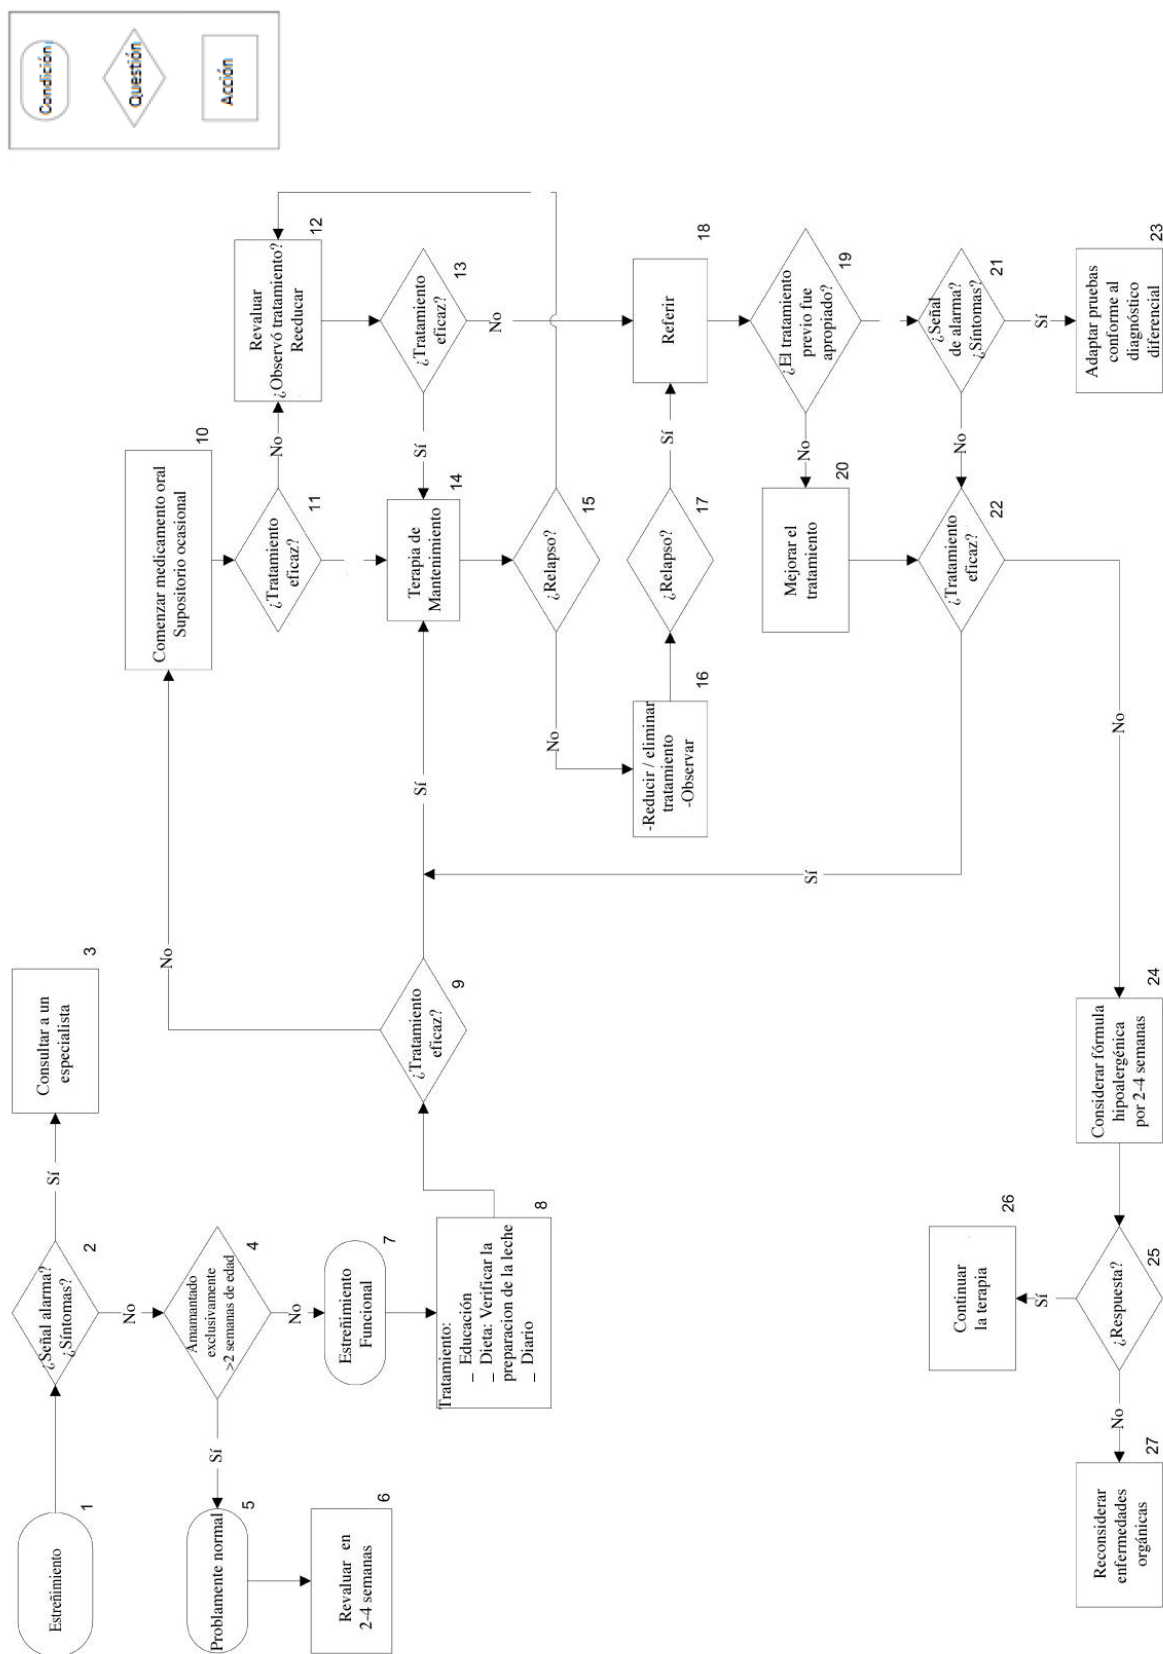 Condición
Questión
Acción
Estreñimiento
1
¿Señal alarma?
¿Síntomas?
2
Sí
Consultar a un
especialista
3
No
Amamantado
exclusivamente
>2 semanas de edad
4
Sí
Problamente normal
5
Revaluar en
2-4 semanas
6
No
Estreñimiento
Funcional
7
Tratamiento:
– Educación
– Dieta: Verificar la
preparacion de la leche
– Diario
8
¿Tratamiento
eficaz?
9
No
Sí
Comenzar medicamento oral
Supositorio ocasional
10
¿Tratamiento
eficaz?
11
No
Revaluar
¿Observó tratamiento?
Reeducar
12
¿Tratamiento
eficaz?
13
Sí
No
Terapia de
Mantenimiento
14
¿Relapso?
15
No
-Reducir / eliminar
tratamiento
-Observar
16
¿Relapso?
17
Sí
Referir
18
¿El tratamiento
previo fue
apropiado?
19
No
Mejorar el
tratamiento
20
¿Señal
de alarma?
¿Síntomas?
21
No
Sí
¿Tratamiento
eficaz?
22
Sí
No
Adaptar pruebas
conforme al
diagnóstico
diferencial
23
Considerar fórmula
hipoalergénica
por 2-4 semanas
24
¿Respuesta?
25
Sí
Continuar
la terapia
26
No
Reconsiderar
enfermedades
orgánicas
27